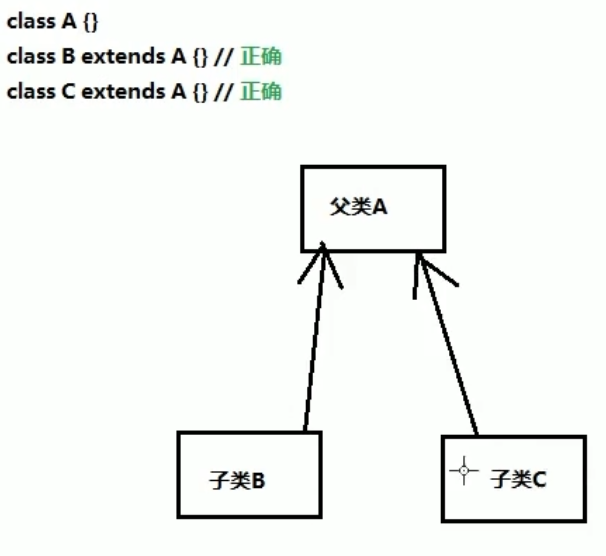 class A {}
class B extends A {} // 正确
class C extends A {} // 正确
父类A
子类B
子类C